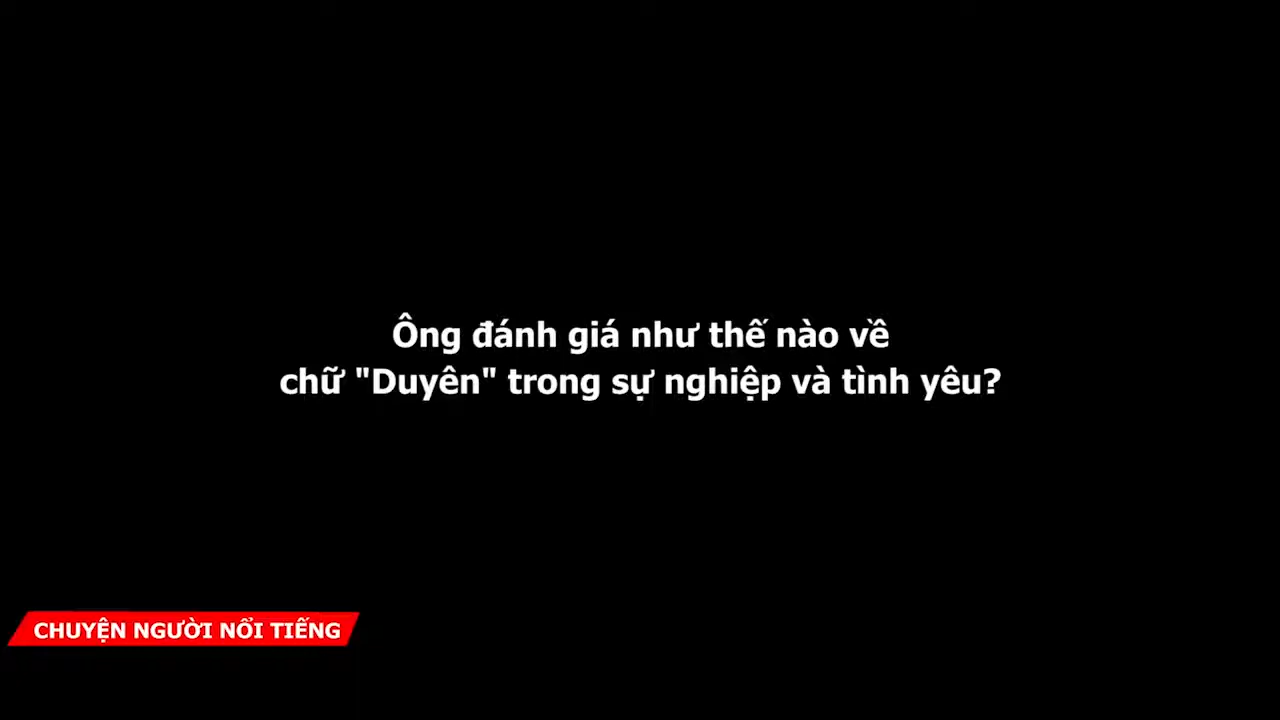 Ông đánh giá như thế nào về
chữ "Duyên" trong sự nghiệp và tình yêu?
CHUYỆN NGƯỜI NỔI TIẾNG